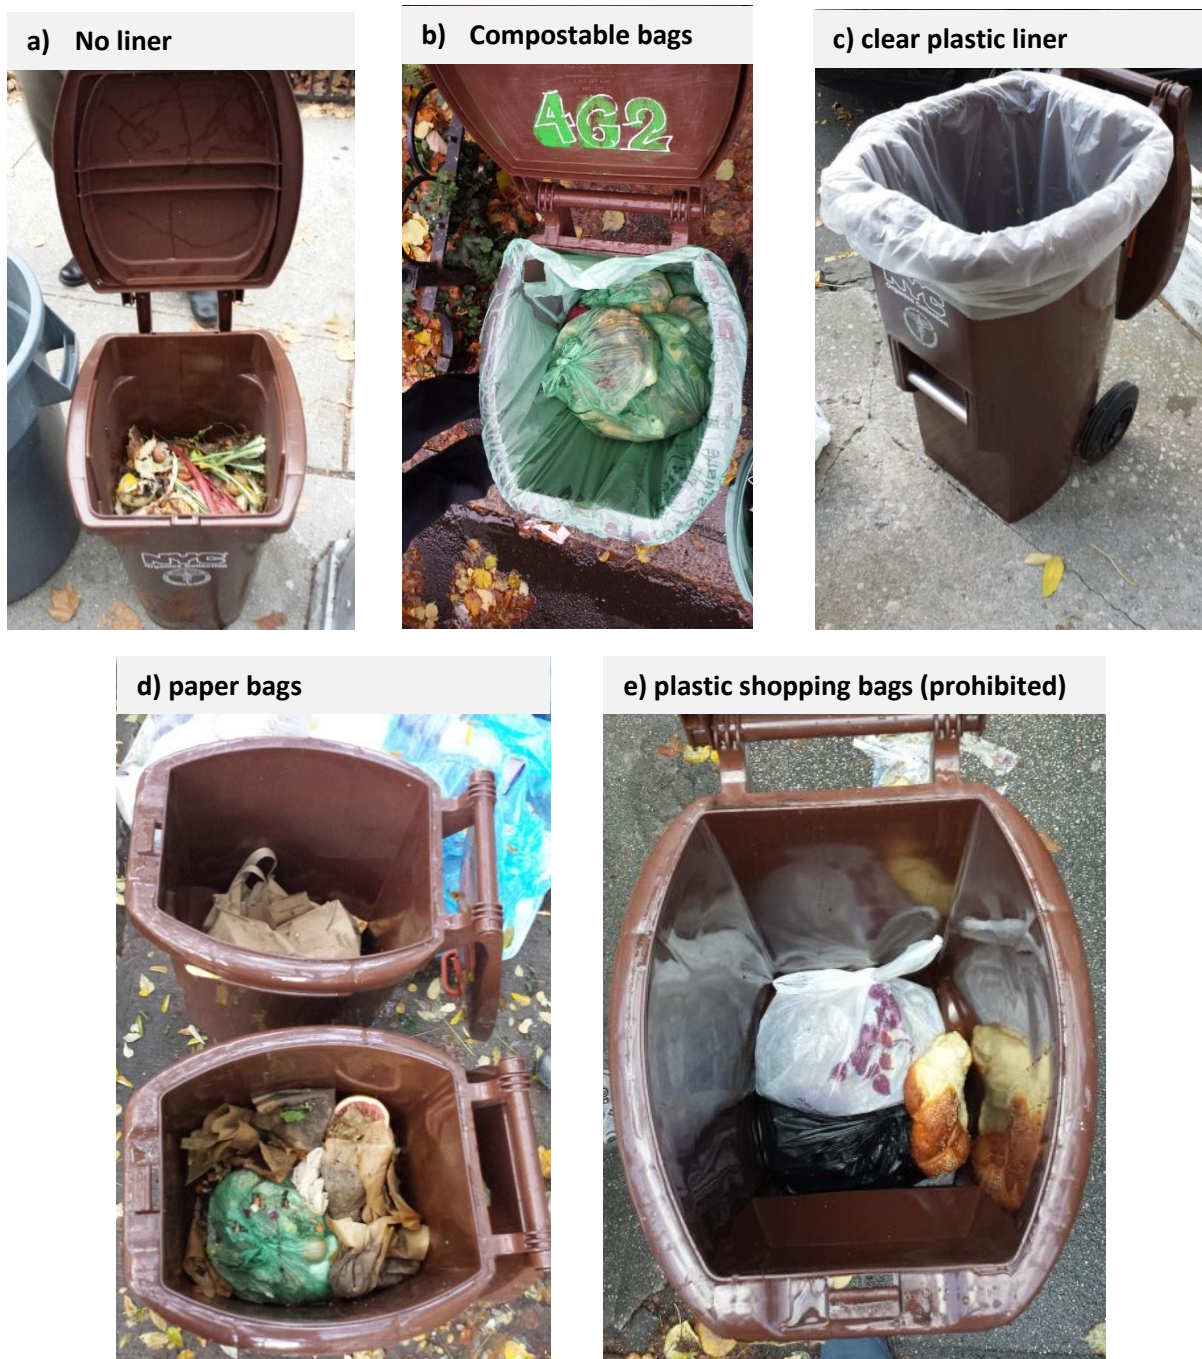 a) No liner
b) Compostable bags
c) clear plastic liner
4G2
NYC
NYC
d) paper bags
e) plastic shopping bags (prohibited)